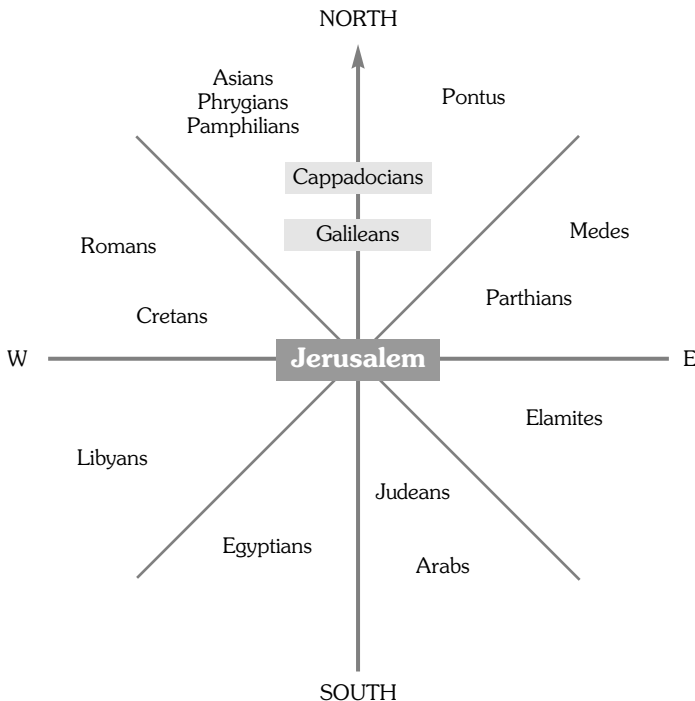 NORTH
Asians
Phrygians
Pamphilians
Pontus
Cappadocians
Galileans
Romans
Medes
Parthians
Cretans
W
Jerusalem
E
Elamites
Libyans
Judeans
Egyptians
Arabs
SOUTH